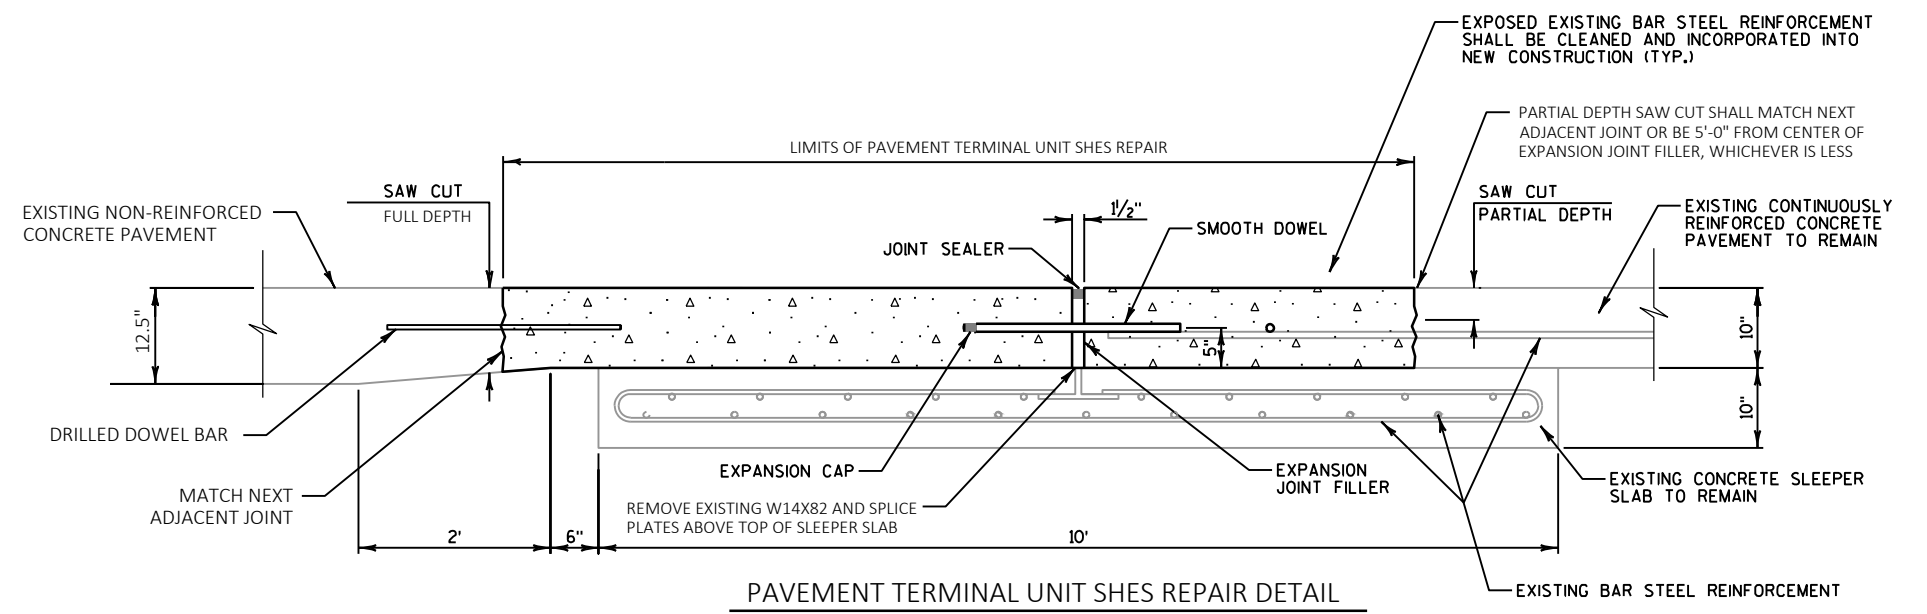 EXPOSED EXISTING BAR STEEL REINFORCEMENT
SHALL BE CLEANED AND INCORPORATED INTO
NEW CONSTRUCTION (TYP.)
PARTIAL DEPTH SAW CUT SHALL MATCH NEXT
ADJACENT JOINT OR BE 5'-0" FROM CENTER OF
EXPANSION JOINT FILLER, WHICHEVER IS LESS
LIMITS OF PAVEMENT TERMINAL UNIT SHES REPAIR
SAW CUT
FULL DEPTH
SAW CUT
PARTIAL DEPTH
EXISTING NON-REINFORCED
CONCRETE PAVEMENT
1½"
SMOOTH DOWEL
JOINT SEALER
EXISTING CONTINUOUSLY
REINFORCED CONCRETE
PAVEMENT TO REMAIN
12.5"
5"
10"
10"
DRILLED DOWEL BAR
MATCH NEXT
ADJACENT JOINT
EXPANSION CAP
EXPANSION
JOINT FILLER
EXISTING CONCRETE SLEEPER
SLAB TO REMAIN
REMOVE EXISTING W14X82 AND SPLICE
PLATES ABOVE TOP OF SLEEPER SLAB
2'
6"
10'
EXISTING BAR STEEL REINFORCEMENT
PAVEMENT TERMINAL UNIT SHES REPAIR DETAIL